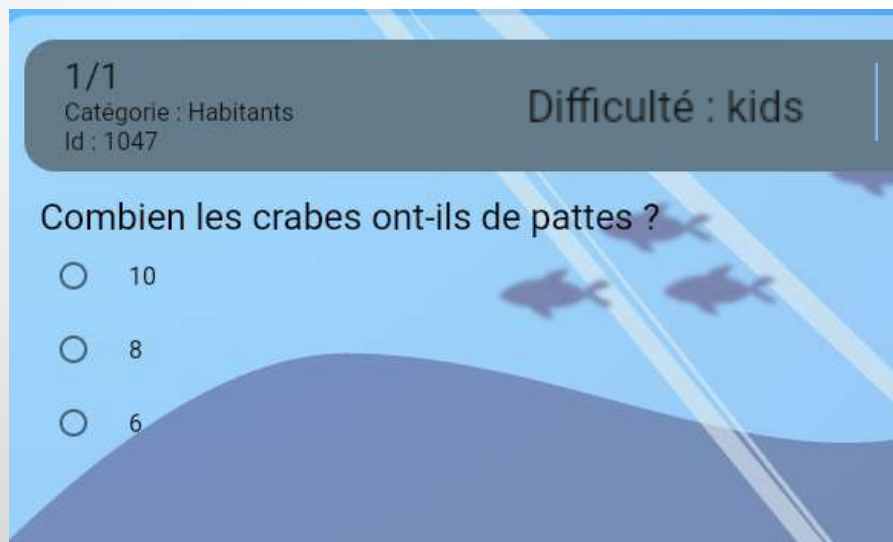 1/1
Catégorie : Habitants
Id : 1047
Difficulté : kids
Combien les crabes ont-ils de pattes ?
10
8
6